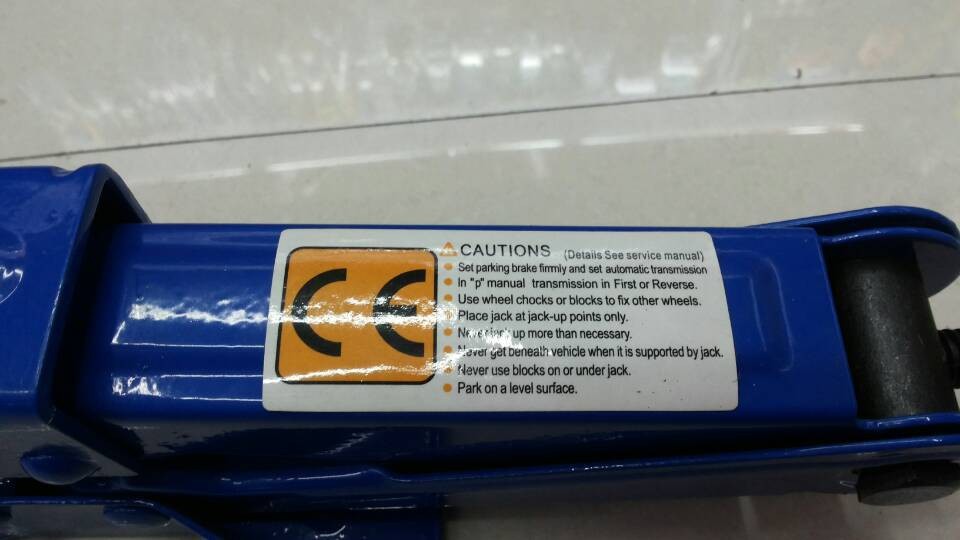 CE
CAUTIONS (Details See service manual)
Set parking brake firmly and set automatic transmission
In "p" manual transmission in First or Reverse.
Use wheel chocks or blocks to fix other wheels.
Place jack at jack-up points only.
Never jack up more than necessary.
Never get beneath vehicle when it is supported by jack.
Never use blocks on or under jack.
Park on a level surface.